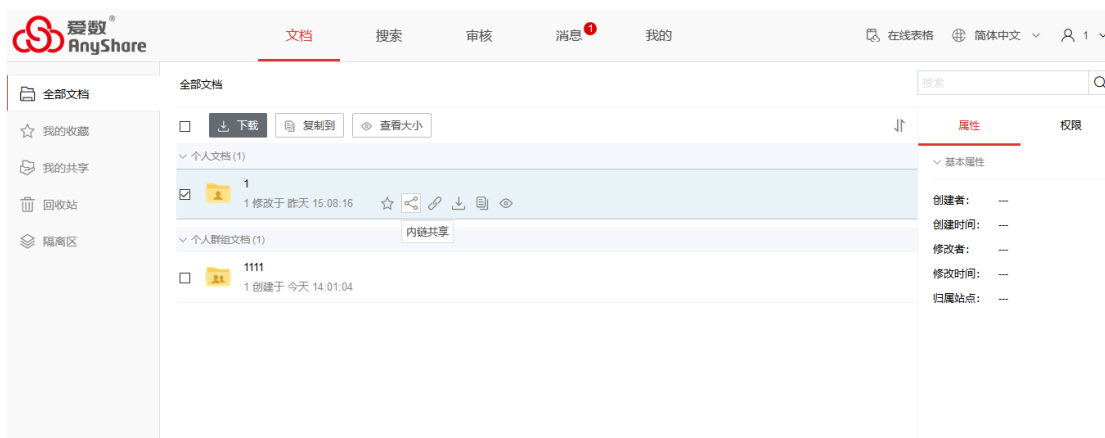 爱数®
AnyShare
文档 搜索 审核 消息 1 我的 在线表格 简体中文 1
全部文档
我的收藏
我的共享
回收站
隔离区
全部文档
搜索
下载 复制到 查看大小
个人文档(1)
1
1 修改于 昨天 15:08:16
内链共享
个人群组文档(1)
1111
1 创建于 今天 14:01:04
属性 权限
基本属性
创建者: ---
创建时间: ---
修改者: ---
修改时间: ---
归属站点: ---